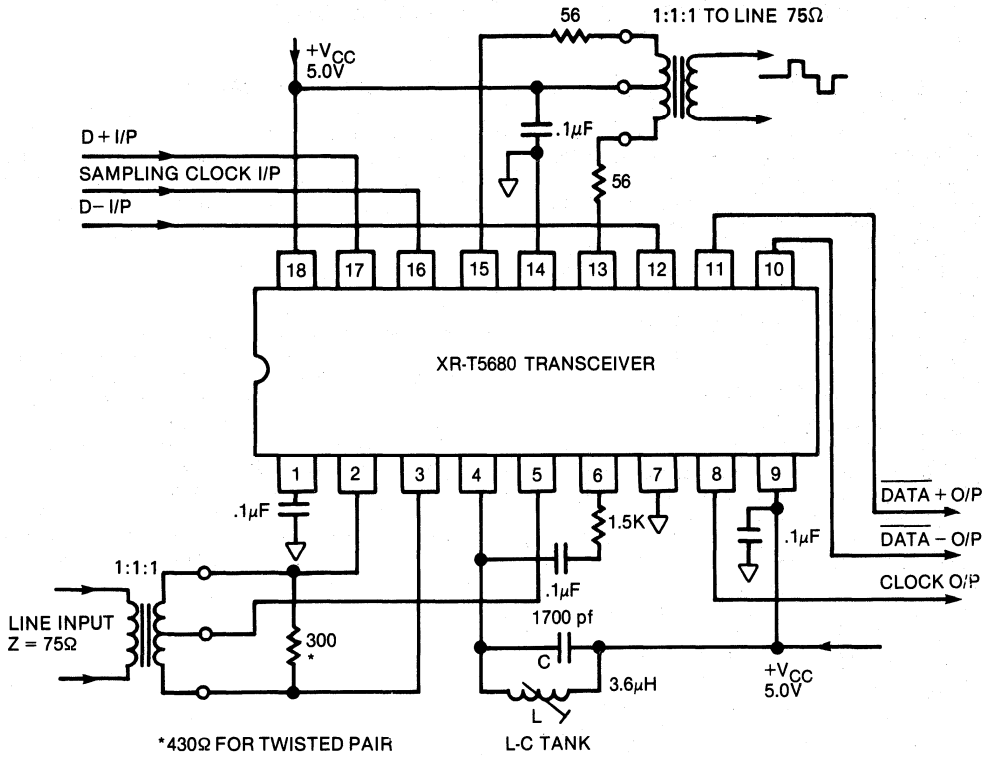 56
1:1:1 TO LINE 75Ω
+VCC
5.0V
.1μF
D + I/P
SAMPLING CLOCK I/P
D– I/P
56
18
17
16
15
14
13
12
11
10
XR-T5680 TRANSCEIVER
1
2
3
4
5
6
7
8
9
.1μF
1.5K
.1μF
DATA + O/P
DATA – O/P
CLOCK O/P
.1μF
1:1:1
LINE INPUT
Z = 75Ω
300
*
1700 pf
C
3.6μH
L
+VCC
5.0V
*430Ω FOR TWISTED PAIR
L-C TANK